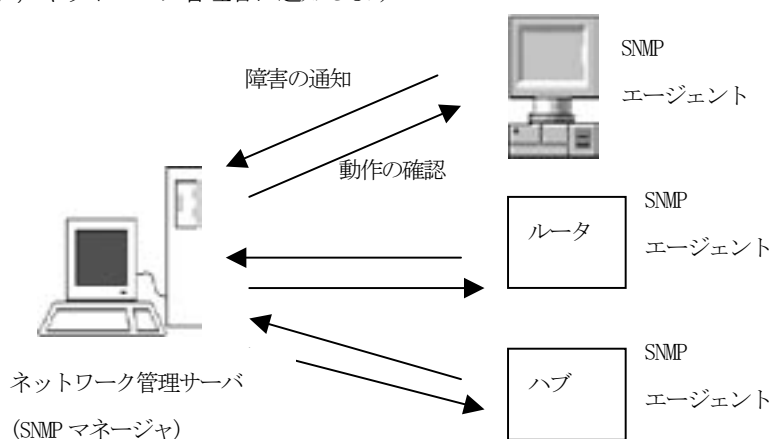 障害の通知
SNMP
エージェント
動作の確認
ルータ
SNMP
エージェント
ハブ
SNMP
エージェント
ネットワーク管理サーバ
(SNMP マネージャ)